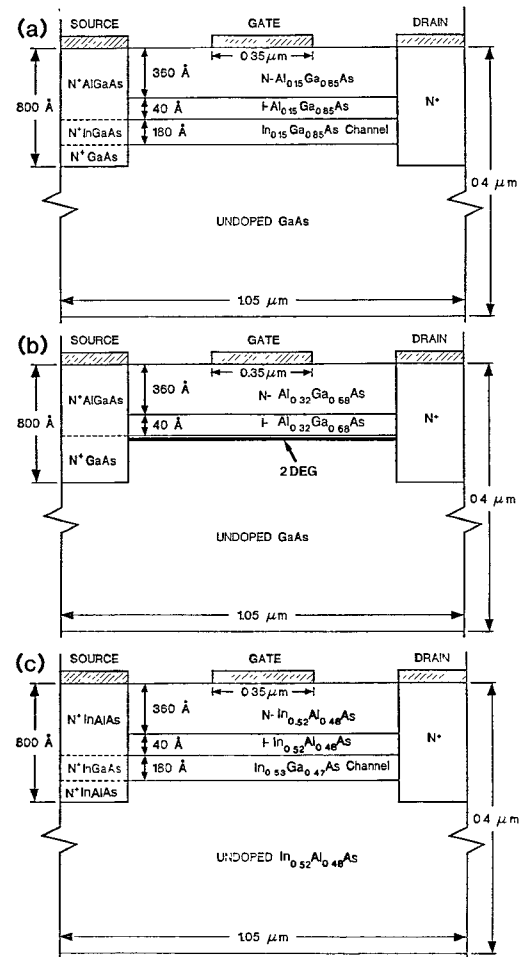 (a)
SOURCE GATE DRAIN
0.35 μm
N⁺AlGaAs 360 Å N- Al₀.₁₅Ga₀.₈₅As N⁺
800 Å 40 Å I- Al₀.₁₅Ga₀.₈₅As
N⁺InGaAs 180 Å In₀.₁₅Ga₀.₈₅As Channel
N⁺GaAs
0.4 μm
UNDOPED GaAs
1.05 μm
(b)
SOURCE GATE DRAIN
0.35 μm
N⁺AlGaAs 360 Å N- Al₀.₃₂Ga₀.₆₈As N⁺
800 Å 40 Å I- Al₀.₃₂Ga₀.₆₈As
N⁺GaAs
2 DEG
0.4 μm
UNDOPED GaAs
1.05 μm
(c)
SOURCE GATE DRAIN
0.35 μm
N⁺InAlAs 360 Å N- In₀.₅₂Al₀.₄₈As N⁺
800 Å 40 Å I- In₀.₅₂Al₀.₄₈As
N⁺InGaAs 180 Å In₀.₅₃Ga₀.₄₇As Channel
N⁺InAlAs
0.4 μm
UNDOPED In₀.₅₂Al₀.₄₈As
1.05 μm